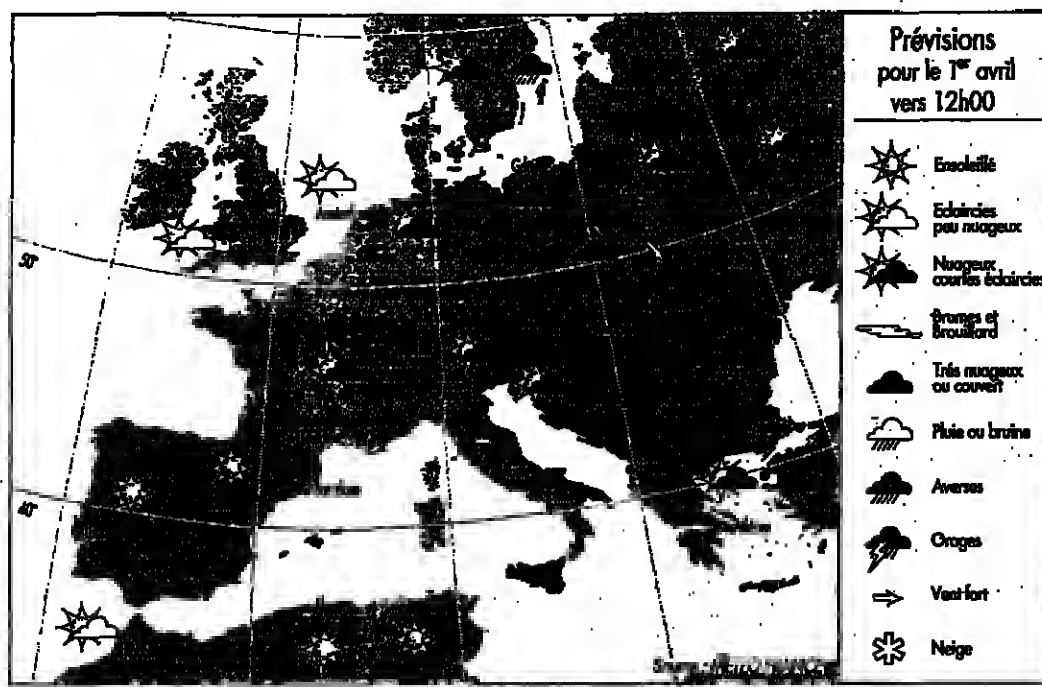 Prévisions
pour le 1er avril
vers 12h00
Ensoleillé
Eclaircies
peu nuageux
Nuageux
courtes éclaircies
Brumes et
Brouillard
Trés nuageux
ou couvert
Pluie ou bruine
Averses
Orages
Vent fort
Neige
50°
40°